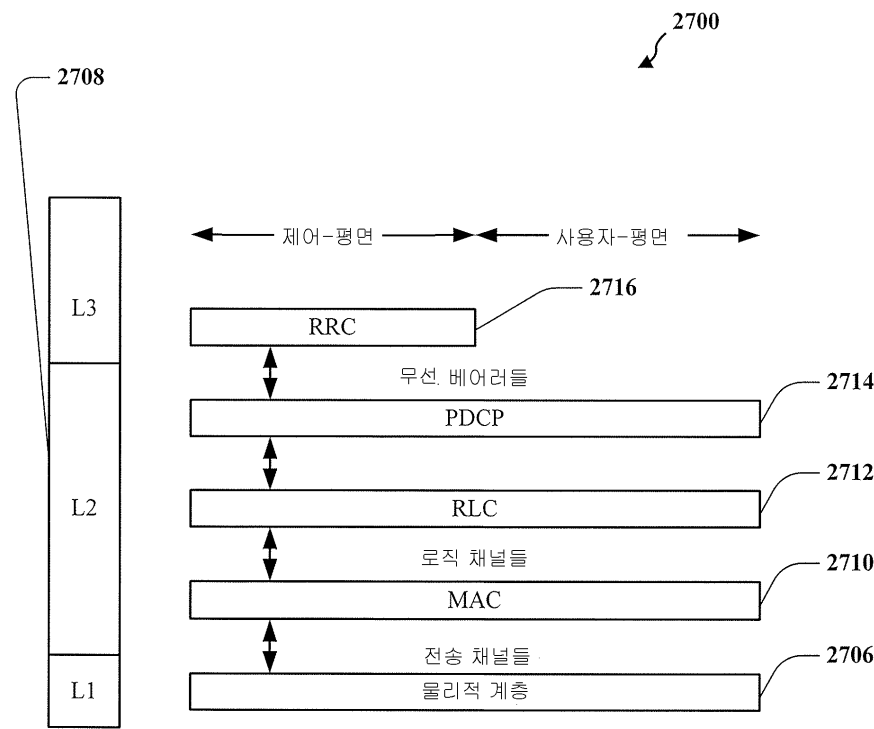 2700
2708
제어-평면
사용자-평면
L3
RRC
2716
무선 베어러들
2714
PDCP
L2
RLC
2712
로직 채널들
2710
MAC
전송 채널들
2706
L1
물리적 계층